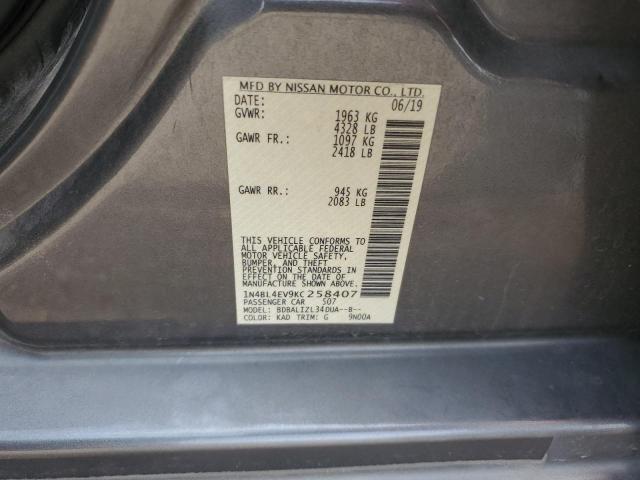 MFD BY NISSAN MOTOR CO., LTD.
DATE: 06/19
GVWR: 1963 KG
4328 LB
GAWR FR.: 1097 KG
2418 LB
GAWR RR.: 945 KG
2083 LB
THIS VEHICLE CONFORMS TO
ALL APPLICABLE FEDERAL
MOTOR VEHICLE SAFETY,
BUMPER, AND THEFT
PREVENTION STANDARDS IN
EFFECT ON THE DATE OF
MANUFACTURE SHOWN ABOVE.
1N4BL4EV9KC258407
PASSENGER CAR 507
MODEL: BDBALIZL34DUA--B--
COLOR: KAD TRIM: G 9N00A